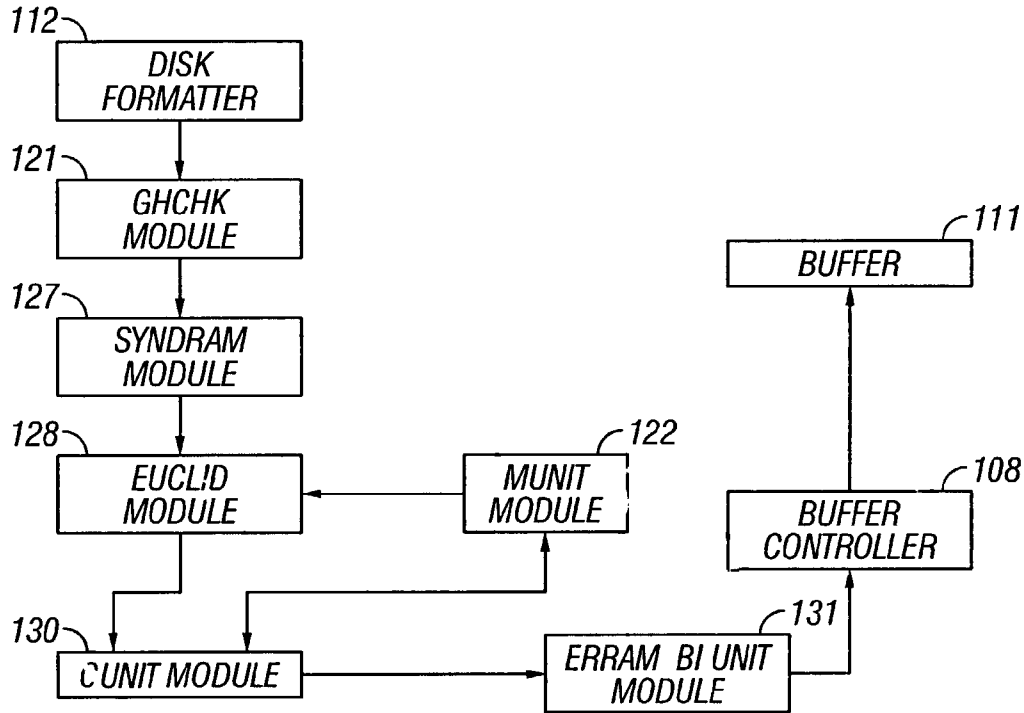 112
DISK
FORMATTER
121
GHCHK
MODULE
127
SYNDRAM
MODULE
128
EUCLID
MODULE
122
MUNIT
MODULE
111
BUFFER
108
BUFFER
CONTROLLER
130
CUNIT MODULE
131
ERRAM BI UNIT
MODULE